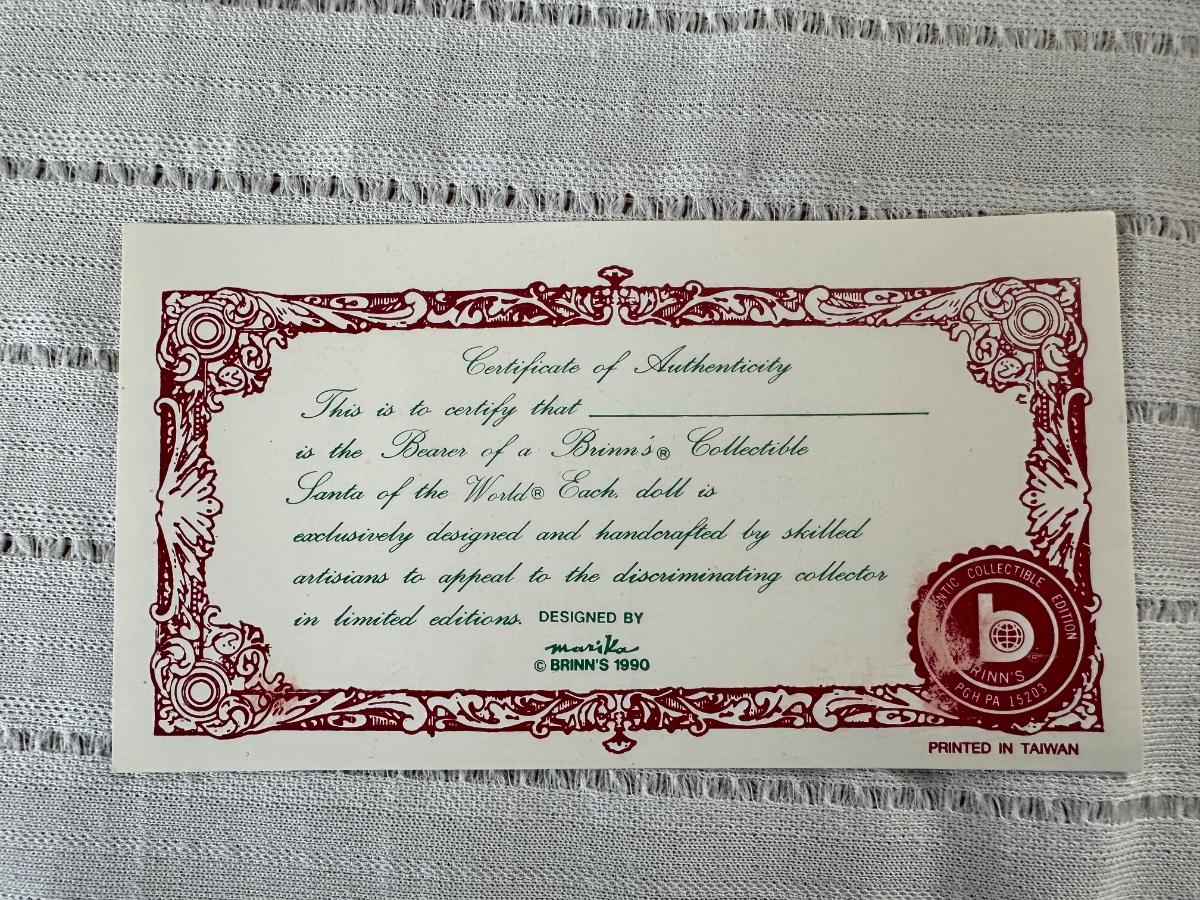 Certificate of Authenticity
This is to certify that
is the Bearer of a Brinn's® Collectible
Santa of the World® Each doll is
exclusively designed and handcrafted by skilled
artisians to appeal to the discriminating collector
in limited editions. DESIGNED BY
marika
© BRINN'S 1990
COLLECTIBLE EDITION
b
PGH PA 15203
PRINTED IN TAIWAN